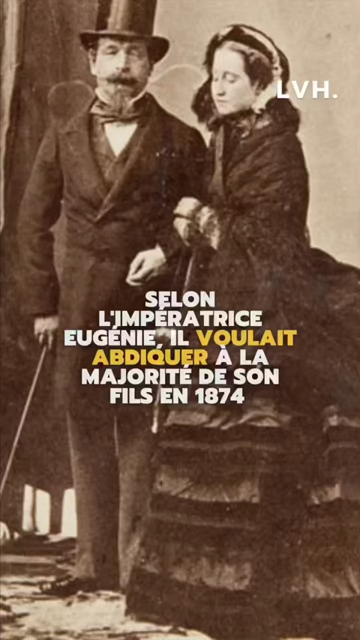 LVH.
SELON
L'IMPÉRATRICE
EUGÉNIE, IL VOULAIT
ABDIQUER À LA
MAJORITÉ DE SON
FILS EN 1874